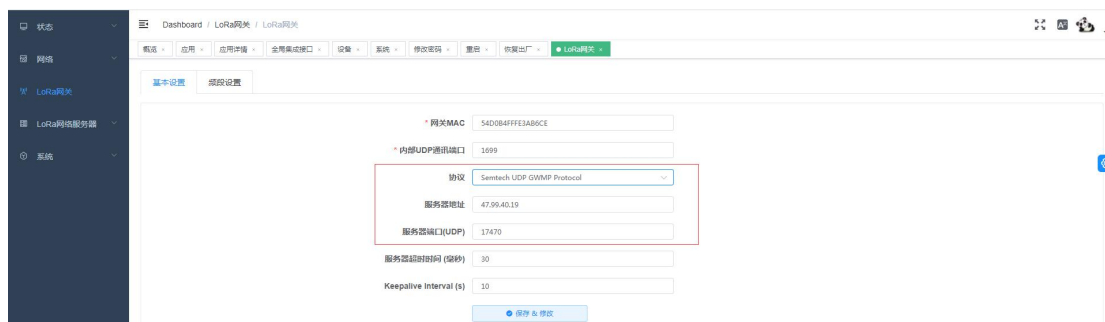 状态
网络
LoRa网关
LoRa网络服务器
系统
Dashboard / LoRa网关 / LoRa网关
概览 × 应用 × 应用详情 × 全局集成接口 × 设备 × 系统 × 修改密码 × 重启 × 恢复出厂 × LoRa网关 ×
基本设置 频段设置
* 网关MAC 54D0B4FFFE3AB6CE
* 内部UDP通讯端口 1699
协议 Semtech UDP GWMP Protocol
服务器地址 47.99.40.19
服务器端口(UDP) 17470
服务器超时时间 (毫秒) 30
Keepalive Interval (s) 10
保存 & 修改